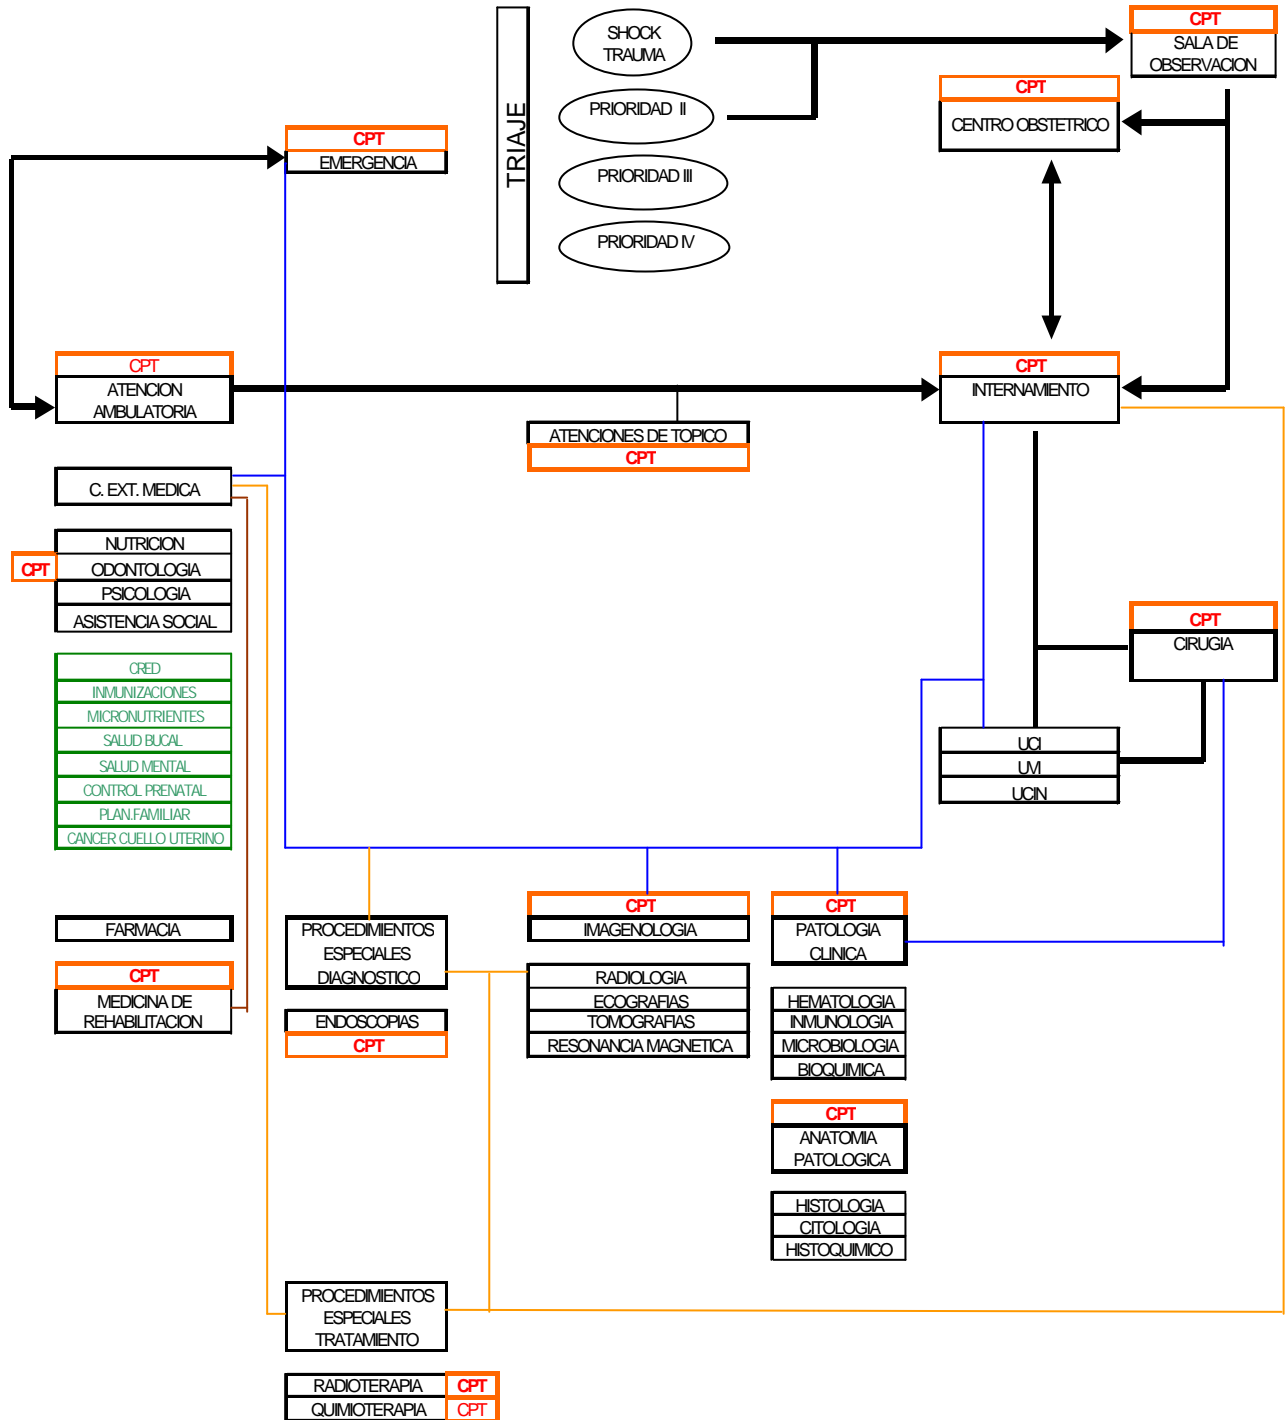 SHOCK
TRAUMA
CPT
SALA DE
OBSERVACION
TRIAJE
PRIORIDAD II
CPT
CENTRO OBSTETRICO
CPT
EMERGENCIA
PRIORIDAD III
PRIORIDAD IV
CPT
ATENCION
AMBULATORIA
CPT
INTERNAMIENTO
ATENCIONES DE TOPICO
CPT
C. EXT. MEDICA
NUTRICION
CPT
ODONTOLOGIA
PSICOLOGIA
ASISTENCIA SOCIAL
CPT
CIRUGIA
CRED
INMUNIZACIONES
MICRONUTRIENTES
SALUD BUCAL
SALUD MENTAL
CONTROL PRENATAL
PLAN.FAMILIAR
CANCER CUELLO UTERINO
UCI
UVI
UCIN
FARMACIA
CPT
MEDICINA DE
REHABILITACION
PROCEDIMIENTOS
ESPECIALES
DIAGNOSTICO
ENDOSCOPIAS
CPT
CPT
IMAGENOLOGIA
RADIOLOGIA
ECOGRAFIAS
TOMOGRAFIAS
RESONANCIA MAGNETICA
CPT
PATOLOGIA
CLINICA
HEMATOLOGIA
INMUNOLOGIA
MICROBIOLOGIA
BIOQUIMICA
CPT
ANATOMIA
PATOLOGICA
HISTOLOGIA
CITOLOGIA
HISTOQUIMICO
PROCEDIMIENTOS
ESPECIALES
TRATAMIENTO
RADIOTERAPIA CPT
QUIMIOTERAPIA CPT